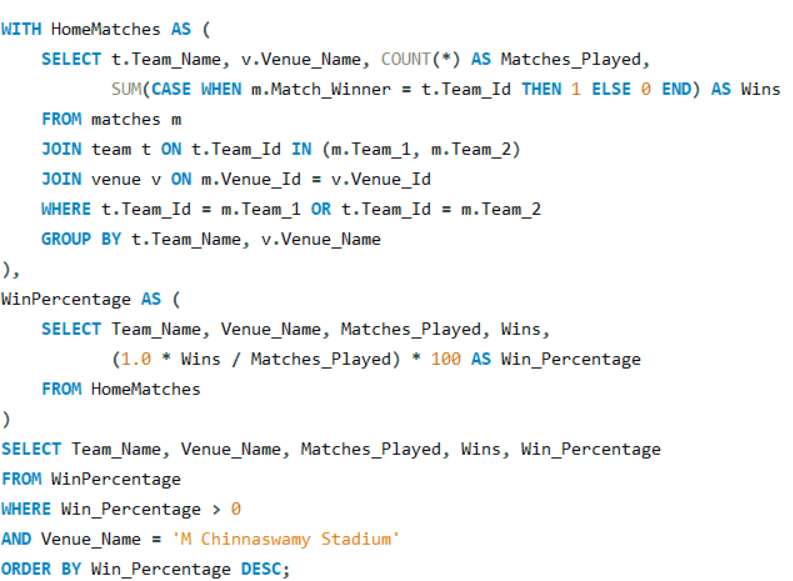 WITH HomeMatches AS (
    SELECT t.Team_Name, v.Venue_Name, COUNT(*) AS Matches_Played,
           SUM(CASE WHEN m.Match_Winner = t.Team_Id THEN 1 ELSE 0 END) AS Wins
    FROM matches m
    JOIN team t ON t.Team_Id IN (m.Team_1, m.Team_2)
    JOIN venue v ON m.Venue_Id = v.Venue_Id
    WHERE t.Team_Id = m.Team_1 OR t.Team_Id = m.Team_2
    GROUP BY t.Team_Name, v.Venue_Name
),
WinPercentage AS (
    SELECT Team_Name, Venue_Name, Matches_Played, Wins,
           (1.0 * Wins / Matches_Played) * 100 AS Win_Percentage
    FROM HomeMatches
)
SELECT Team_Name, Venue_Name, Matches_Played, Wins, Win_Percentage
FROM WinPercentage
WHERE Win_Percentage > 0
AND Venue_Name = 'M Chinnaswamy Stadium'
ORDER BY Win_Percentage DESC;